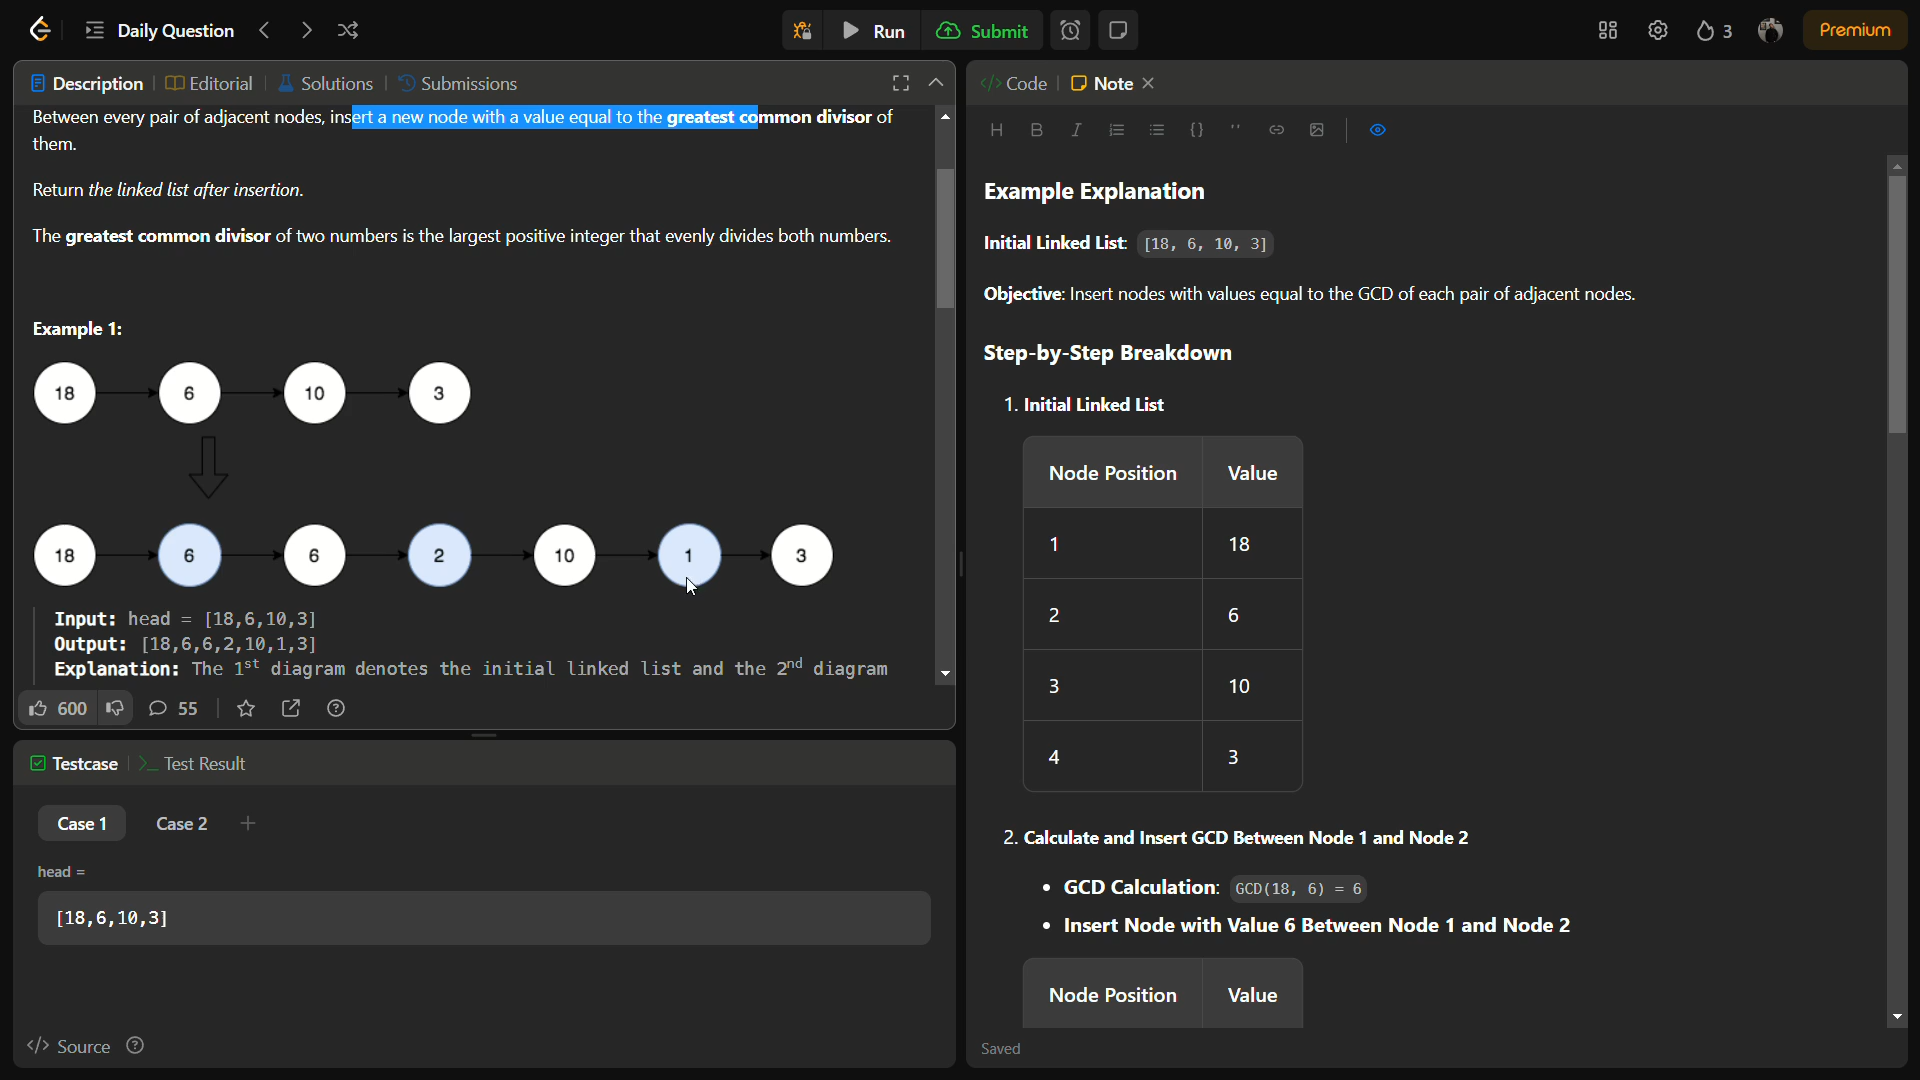 Daily Question
Run
Submit
3
Premium
Description
Editorial
Solutions
Submissions
Between every pair of adjacent nodes, insert a new node with a value equal to the greatest common divisor of
them.
Return the linked list after insertion.
The greatest common divisor of two numbers is the largest positive integer that evenly divides both numbers.
Example 1:
18 6 10 3
18 6 6 2 10 1 3
Input: head = [18,6,10,3]
Output: [18,6,6,2,10,1,3]
Explanation: The 1st diagram denotes the initial linked list and the 2nd diagram
600 55
Testcase
Test Result
Case 1 Case 2 +
head =
[18,6,10,3]
</> Source
</> Code
Note
H B I {} ''
Example Explanation
Initial Linked List: [18, 6, 10, 3]
Objective: Insert nodes with values equal to the GCD of each pair of adjacent nodes.
Step-by-Step Breakdown
1. Initial Linked List
Node Position Value
1 18
2 6
3 10
4 3
2. Calculate and Insert GCD Between Node 1 and Node 2
• GCD Calculation: GCD(18, 6) = 6
• Insert Node with Value 6 Between Node 1 and Node 2
Node Position Value
Saved